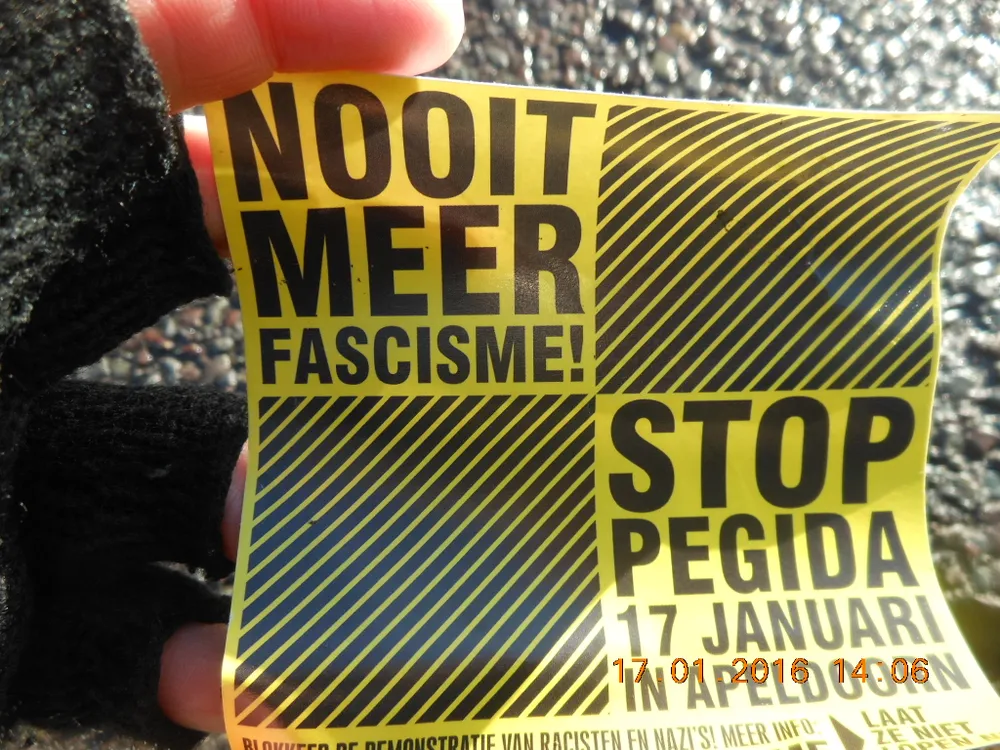 NOOIT
MEER
FASCISME!
STOP
PEGIDA
17 JANUARI
17.01.2016 14:06
IN APELDOORN
BLOKKEER DE DEMONSTRATIE VAN RACISTEN EN NAZI'S! MEER INFO:
LAAT
ZE NIET